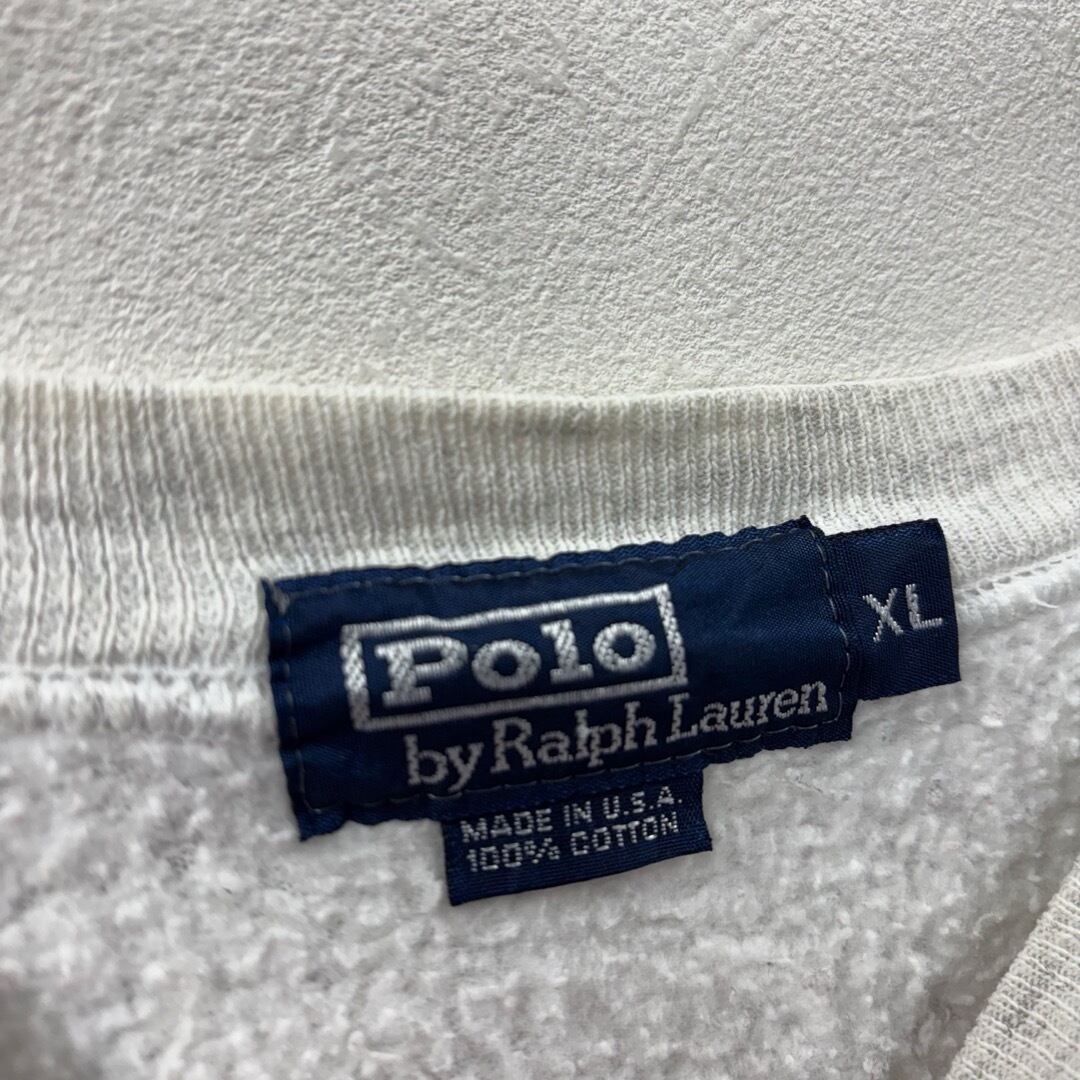 Polo
by Ralph Lauren
XL
MADE IN U.S.A.
100% COTTON